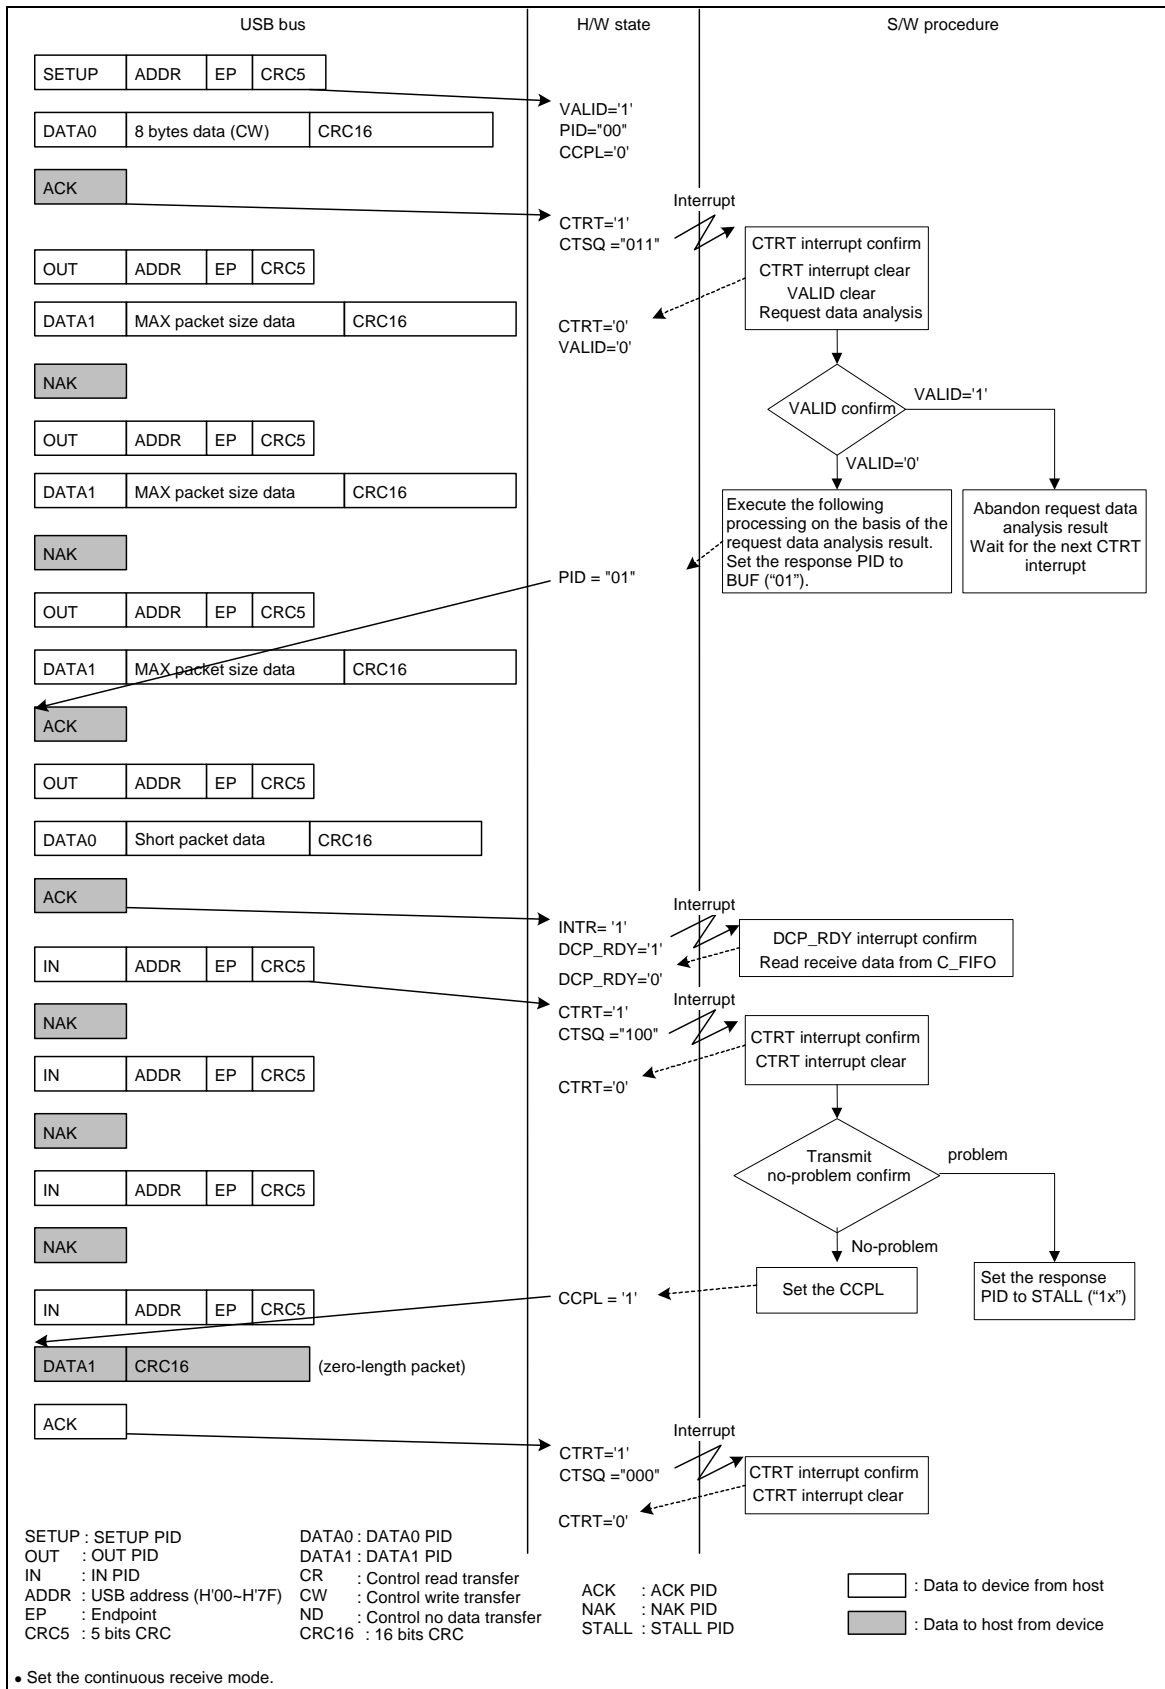 USB bus
H/W state
S/W procedure
SETUP ADDR EP CRC5
VALID='1'
PID="00"
CCPL='0'
DATA0 8 bytes data (CW) CRC16
ACK
Interrupt
CTRT='1'
CTSQ ="011"
CTRT interrupt confirm
CTRT interrupt clear
VALID clear
Request data analysis
OUT ADDR EP CRC5
DATA1 MAX packet size data CRC16
CTRT='0'
VALID='0'
NAK
VALID confirm
VALID='1'
VALID='0'
OUT ADDR EP CRC5
DATA1 MAX packet size data CRC16
Execute the following
processing on the basis of the
request data analysis result.
Set the response PID to
BUF (“01”).
Abandon request data
analysis result
Wait for the next CTRT
interrupt
NAK
PID = "01"
OUT ADDR EP CRC5
DATA1 MAX packet size data CRC16
ACK
OUT ADDR EP CRC5
DATA0 Short packet data CRC16
ACK
Interrupt
INTR= '1'
DCP_RDY='1'
DCP_RDY interrupt confirm
Read receive data from C_FIFO
IN ADDR EP CRC5
DCP_RDY='0'
Interrupt
CTRT='1'
CTSQ ="100"
NAK
CTRT interrupt confirm
CTRT interrupt clear
IN ADDR EP CRC5
CTRT='0'
NAK
Transmit
no-problem confirm
problem
No-problem
IN ADDR EP CRC5
NAK
Set the CCPL
Set the response
PID to STALL (“1x”)
IN ADDR EP CRC5
CCPL = '1'
DATA1 CRC16 (zero-length packet)
ACK
Interrupt
CTRT='1'
CTSQ ="000"
CTRT interrupt confirm
CTRT interrupt clear
CTRT='0'
SETUP : SETUP PID
OUT : OUT PID
IN : IN PID
ADDR : USB address (H'00~H'7F)
EP : Endpoint
CRC5 : 5 bits CRC
DATA0 : DATA0 PID
DATA1 : DATA1 PID
CR : Control read transfer
CW : Control write transfer
ND : Control no data transfer
CRC16 : 16 bits CRC
ACK : ACK PID
NAK : NAK PID
STALL : STALL PID
: Data to device from host
: Data to host from device
• Set the continuous receive mode.